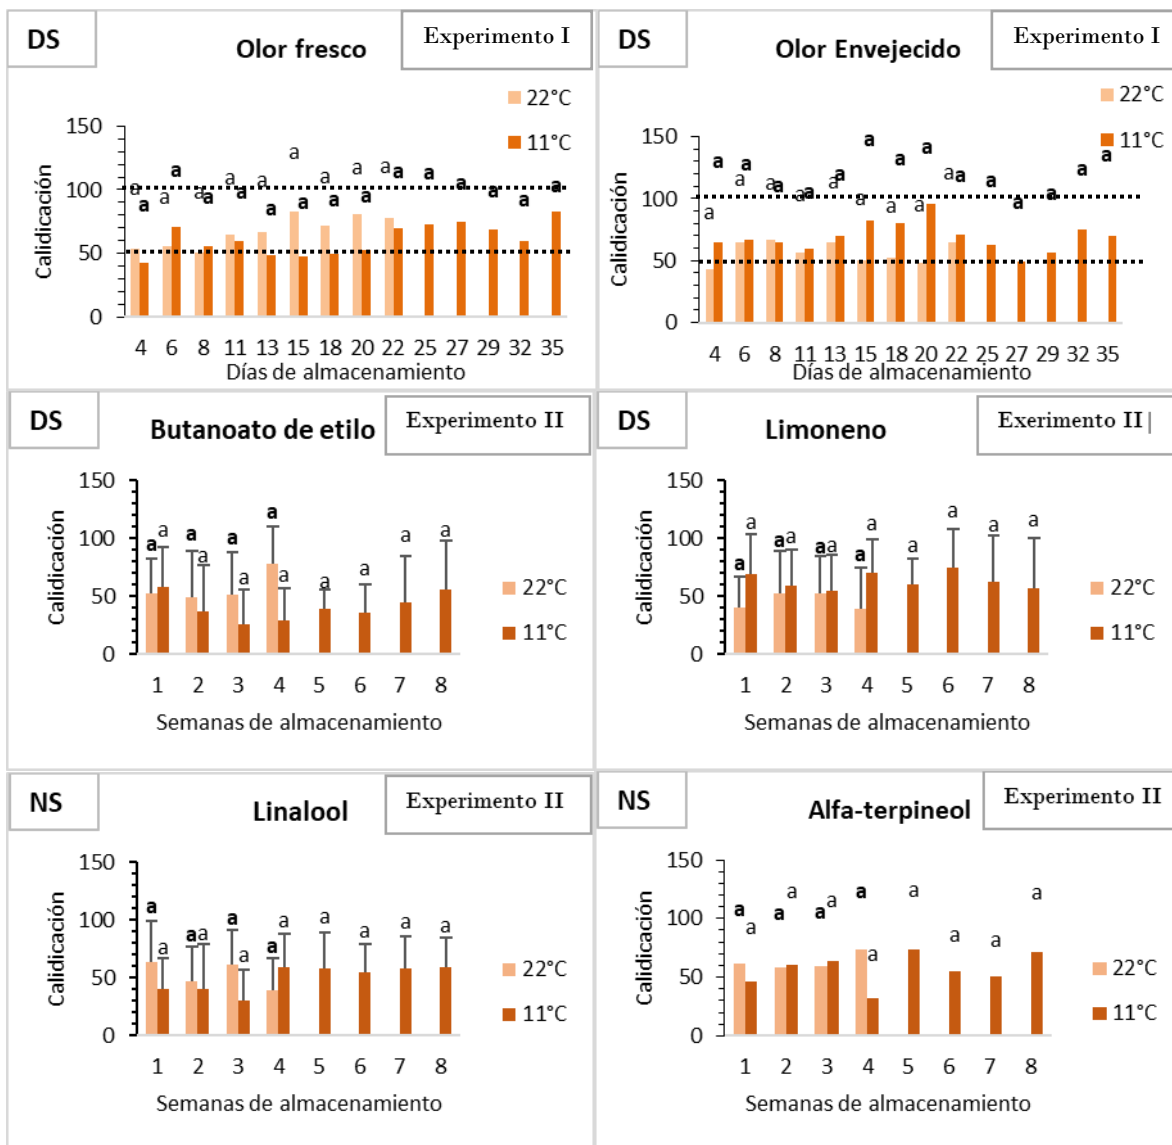 DS
Olor fresco
Experimento I
22°C
11°C
Calidicación
150
100
50
0
a a a a a a a a a a a a a a a a a a a a a a a
4 6 8 11 13 15 18 20 22 25 27 29 32 35
Días de almacenamiento
DS
Olor Envejecido
Experimento I
22°C
11°C
Calidicación
150
100
50
0
a a a a a a a a a a a a a a a a a a a a a a a
4 6 8 11 13 15 18 20 22 25 27 29 32 35
Días de almacenamiento
DS
Butanoato de etilo
Experimento II
Calidicación
150
100
50
0
a a a a a a a a a a a a
22°C
11°C
1 2 3 4 5 6 7 8
Semanas de almacenamiento
DS
Limoneno
Exerimento II|
Calidicación
150
100
50
0
a a a a a a a a a a a a
22°C
11°C
1 2 3 4 5 6 7 8
Semanas de almacenamiento
NS
Linalool
Experimento II
Calidicación
150
100
50
0
a a a a a a a a a a a a
22°C
11°C
1 2 3 4 5 6 7 8
Semanas de almacenamiento
NS
Alfa-terpineol
Experimento II
Calidicación
150
100
50
0
a a a a a a a a a a a a
22°C
11°C
1 2 3 4 5 6 7 8
Semanas de almacenamiento